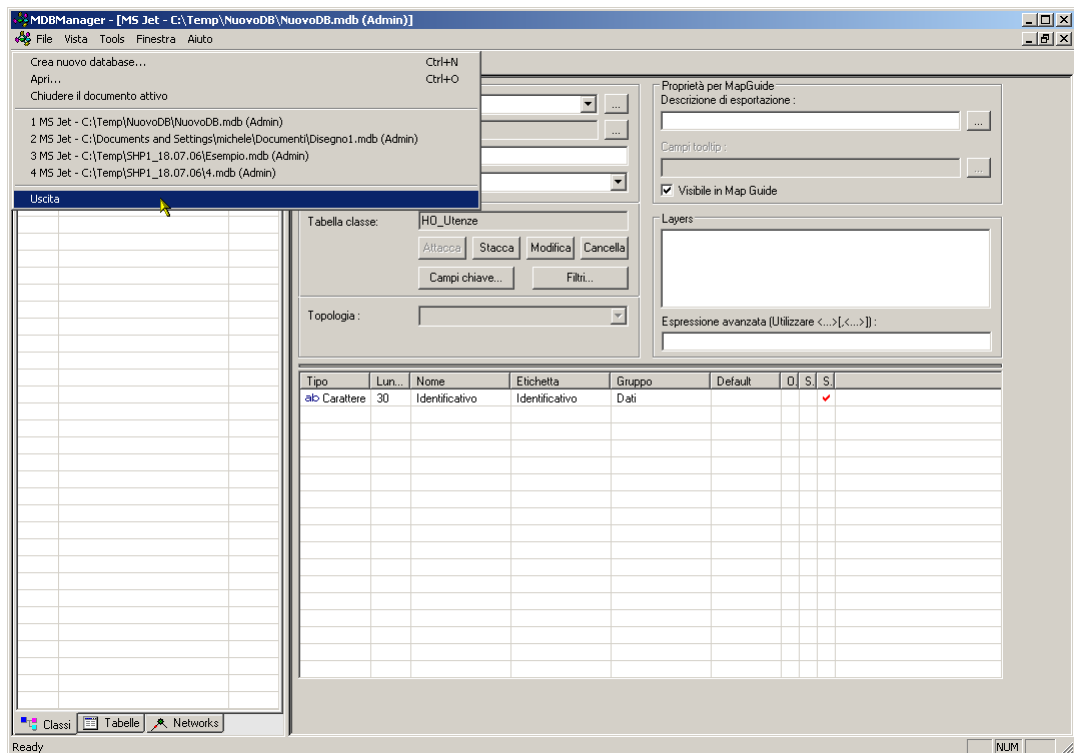 MDBManager - [MS Jet - C:\Temp\NuovoDB\NuovoDB.mdb (Admin)]
File Vista Tools Finestra Aiuto
Crea nuovo database... Ctrl+N
Apri... Ctrl+O
Chiudere il documento attivo
1 MS Jet - C:\Temp\NuovoDB\NuovoDB.mdb (Admin)
2 MS Jet - C:\Documents and Settings\michele\Documenti\Disegno1.mdb (Admin)
3 MS Jet - C:\Temp\SHP1_18.07.06\Esempio.mdb (Admin)
4 MS Jet - C:\Temp\SHP1_18.07.06\4.mdb (Admin)
Uscita
...
...
Proprietà per MapGuide
Descrizione di esportazione :
...
Campi tooltip :
...
Visibile in Map Guide
Tabella classe: HO_Utenze
Attacca Stacca Modifica Cancella
Campi chiave... Filtri...
Topologia :
Layers
Espressione avanzata (Utilizzare <...>[,<...>]) :
Tipo Lun... Nome Etichetta Gruppo Default O. S. S.
ab Carattere 30 Identificativo Identificativo Dati
Classi Tabelle Networks
Ready NUM